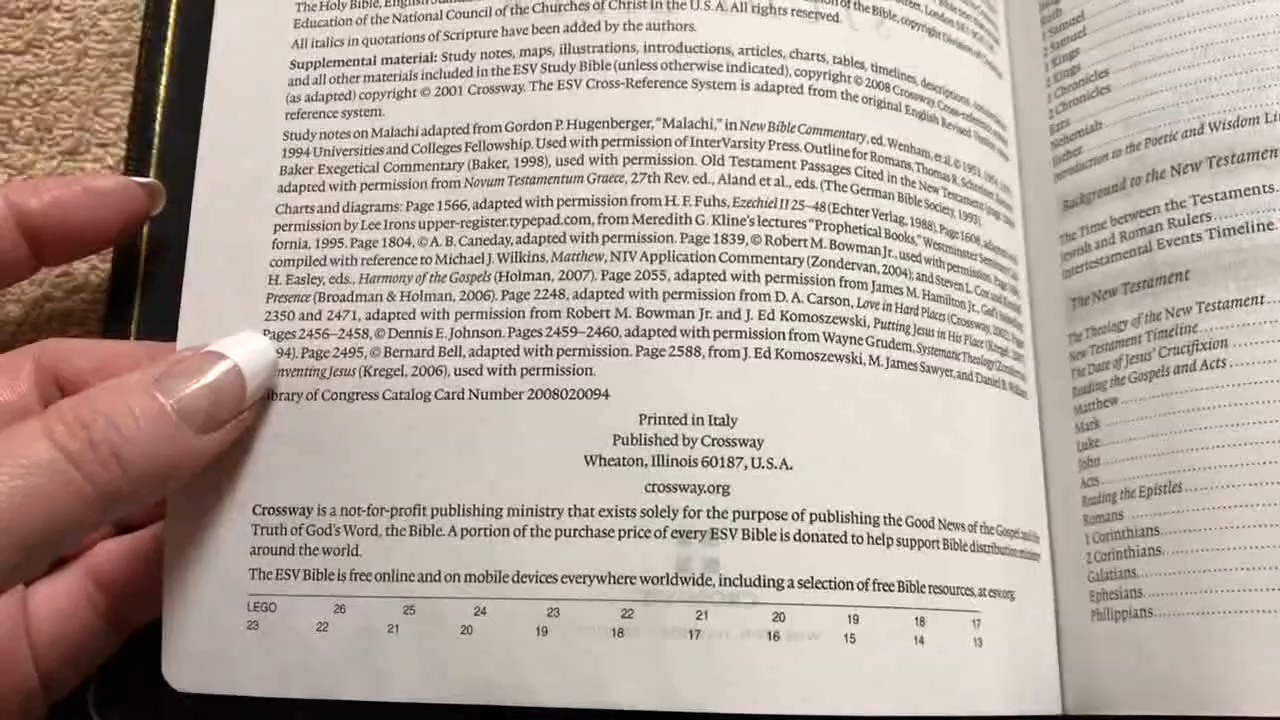 The Holy Bible, English
Education of the National Council of the Churches of Christ in the U.S.A. All rights reserved.
All italics in quotations of Scripture have been added by the authors.
Supplemental material: Study notes, maps, illustrations, introductions, articles, charts, tables, timelines, descriptions,
and all other materials included in the ESV Study Bible (unless otherwise indicated), copyright © 2008 Crossway.
(as adapted) copyright © 2001 Crossway. The ESV Cross-Reference System is adapted from the original English Revised
reference system.
Study notes on Malachi adapted from Gordon P. Hugenberger, "Malachi," in New Bible Commentary, ed. Wenham, et al. ©
1994 Universities and Colleges Fellowship. Used with permission of InterVarsity Press. Outline for Romans, Thomas R.
Baker Exegetical Commentary (Baker, 1998), used with permission. Old Testament Passages Cited in the New Testament
adapted with permission from Novum Testamentum Graece, 27th Rev. ed., Aland et al., eds. (The German Bible Society, 1993).
Charts and diagrams: Page 1566, adapted with permission from H. F. Fuhs, Ezechiel II 25–48 (Echter Verlag, 1988). Page 1608,
permission by Lee Irons upper-register.typepad.com, from Meredith G. Kline's lectures "Prophetical Books," Westminster
fornia, 1995. Page 1804, © A. B. Caneday, adapted with permission. Page 1839, © Robert M. Bowman Jr., used with permission.
compiled with reference to Michael J. Wilkins, Matthew, NIV Application Commentary (Zondervan, 2004); and Steven L. Cox and
H. Easley, eds., Harmony of the Gospels (Holman, 2007). Page 2055, adapted with permission from James M. Hamilton Jr., God's
Presence (Broadman & Holman, 2006). Page 2248, adapted with permission from D. A. Carson, Love in Hard Places (Crossway,
2350 and 2471, adapted with permission from Robert M. Bowman Jr. and J. Ed Komoszewski, Putting Jesus in His Place (Kregel,
Pages 2456–2458, © Dennis E. Johnson. Pages 2459–2460, adapted with permission from Wayne Grudem, Systematic Theology
94). Page 2495, © Bernard Bell, adapted with permission. Page 2588, from J. Ed Komoszewski, M. James Sawyer, and Daniel B.
nventing Jesus (Kregel, 2006), used with permission.
ibrary of Congress Catalog Card Number 2008020094
Printed in Italy
Published by Crossway
Wheaton, Illinois 60187, U.S.A.
crossway.org
Crossway is a not-for-profit publishing ministry that exists solely for the purpose of publishing the Good News of the Gospel and the
Truth of God's Word, the Bible. A portion of the purchase price of every ESV Bible is donated to help support Bible distribution
around the world.
The ESV Bible is free online and on mobile devices everywhere worldwide, including a selection of free Bible resources, at esv.org.
LEGO 26 25 24 23 22 21 20 19 18 17
23 22 21 20 19 18 17 16 15 14 13
1 Samuel
2 Samuel
1 Kings
2 Kings
1 Chronicles
2 Chronicles
Ezra
Nehemiah
Esther
Introduction to the Poetic and Wisdom
Background to the New Testamen
The Time between the Testaments
Jewish and Roman Rulers
Intertestamental Events Timeline
The New Testament
The Theology of the New Testament
New Testament Timeline
The Date of Jesus' Crucifixion
Reading the Gospels and Acts
Matthew
Mark
Luke
John
Acts
Reading the Epistles
Romans
1 Corinthians
2 Corinthians
Galatians
Ephesians
Philippians